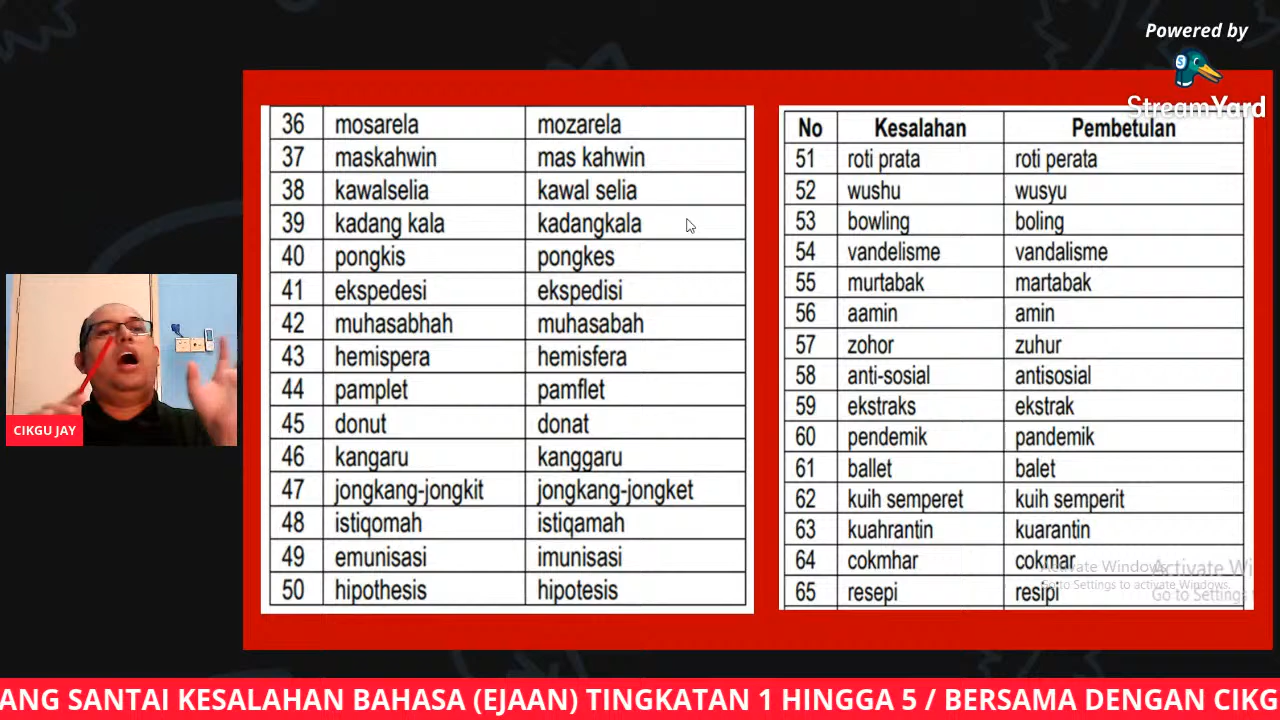 Powered by
StreamYard
36 mosarela mozarela
37 maskahwin mas kahwin
38 kawalselia kawal selia
39 kadang kala kadangkala
40 pongkis pongkes
41 ekspedesi ekspedisi
42 muhasabhah muhasabah
43 hemispera hemisfera
44 pamplet pamflet
45 donut donat
46 kangaru kanggaru
47 jongkang-jongkit jongkang-jongket
48 istiqomah istiqamah
49 emunisasi imunisasi
50 hipothesis hipotesis
No Kesalahan Pembetulan
51 roti prata roti perata
52 wushu wusyu
53 bowling boling
54 vandelisme vandalisme
55 murtabak martabak
56 aamin amin
57 zohor zuhur
58 anti-sosial antisosial
59 ekstraks ekstrak
60 pendemik pandemik
61 ballet balet
62 kuih semperet kuih semperit
63 kuahrantin kuarantin
64 cokmhar cokmar
65 resepi resipi
Activate Windows
Go to Settings to activate Windows.
Activate Wi
Go to Settings
CIKGU JAY
ANG SANTAI KESALAHAN BAHASA (EJAAN) TINGKATAN 1 HINGGA 5 / BERSAMA DENGAN CIKG